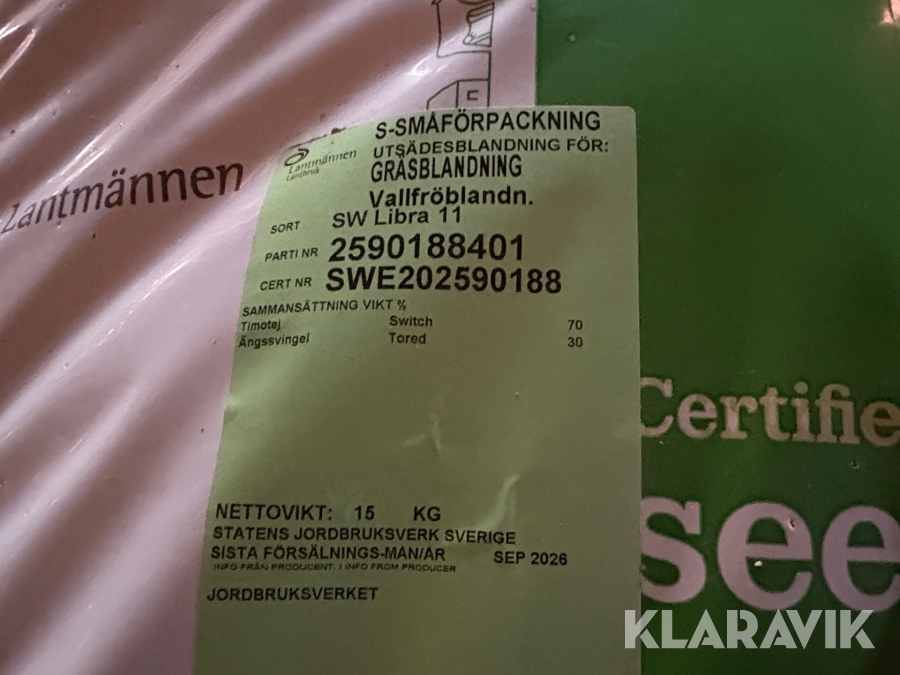 Lantmännen
S-SMÅFÖRPACKNING
Lantmännen
Lantbruk
UTSÄDESBLANDNING FÖR:
GRÄSBLANDNING
Vallfröblandn.
SORT SW Libra 11
PARTI NR 2590188401
CERT NR SWE202590188
SAMMANSÄTTNING VIKT %
Timotej Switch 70
Ängssvingel Tored 30
NETTOVIKT: 15 KG
STATENS JORDBRUKSVERK SVERIGE
SISTA FÖRSÄLNINGS-MÅN/ÅR SEP 2026
INFO FRÅN PRODUCENT. / INFO FROM PRODUCER
JORDBRUKSVERKET
Certifie
see
KLARAVIK